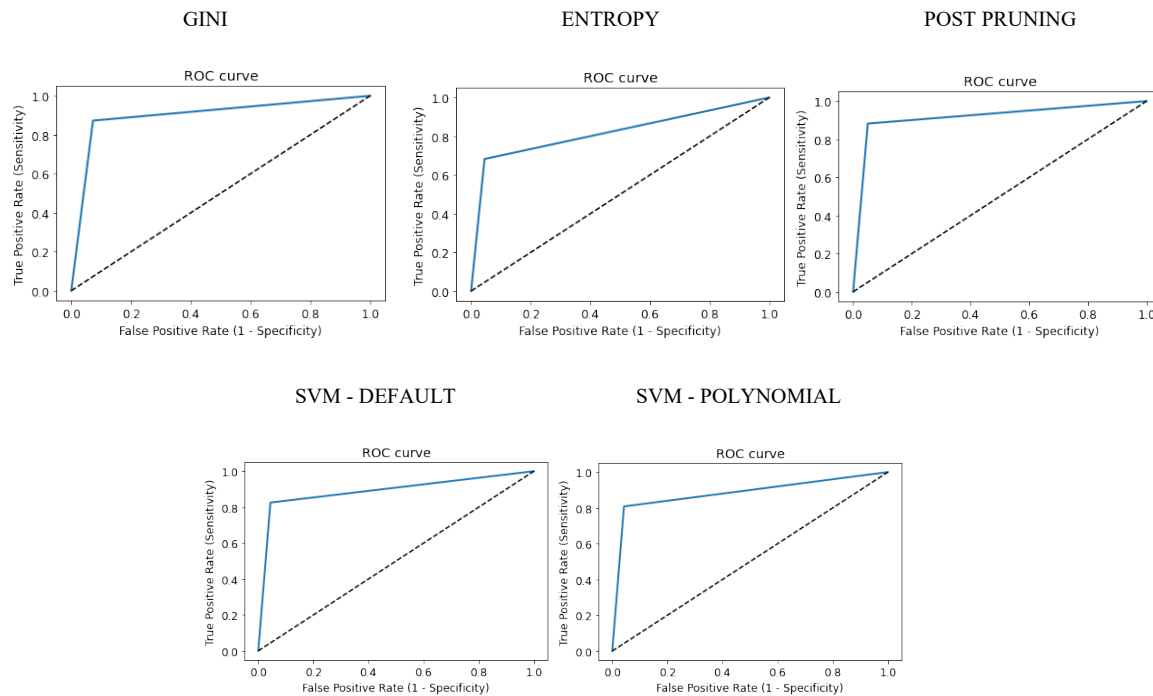 GINI
ENTROPY
POST PRUNING
ROC curve
True Positive Rate (Sensitivity)
1.0
0.8
0.6
0.4
0.2
0.0
0.0 0.2 0.4 0.6 0.8 1.0
False Positive Rate (1 - Specificity)
ROC curve
True Positive Rate (Sensitivity)
1.0
0.8
0.6
0.4
0.2
0.0
0.0 0.2 0.4 0.6 0.8 1.0
False Positive Rate (1 - Specificity)
ROC curve
True Positive Rate (Sensitivity)
1.0
0.8
0.6
0.4
0.2
0.0
0.0 0.2 0.4 0.6 0.8 1.0
False Positive Rate (1 - Specificity)
SVM - DEFAULT
SVM - POLYNOMIAL
ROC curve
True Positive Rate (Sensitivity)
1.0
0.8
0.6
0.4
0.2
0.0
0.0 0.2 0.4 0.6 0.8 1.0
False Positive Rate (1 - Specificity)
ROC curve
True Positive Rate (Sensitivity)
1.0
0.8
0.6
0.4
0.2
0.0
0.0 0.2 0.4 0.6 0.8 1.0
False Positive Rate (1 - Specificity)